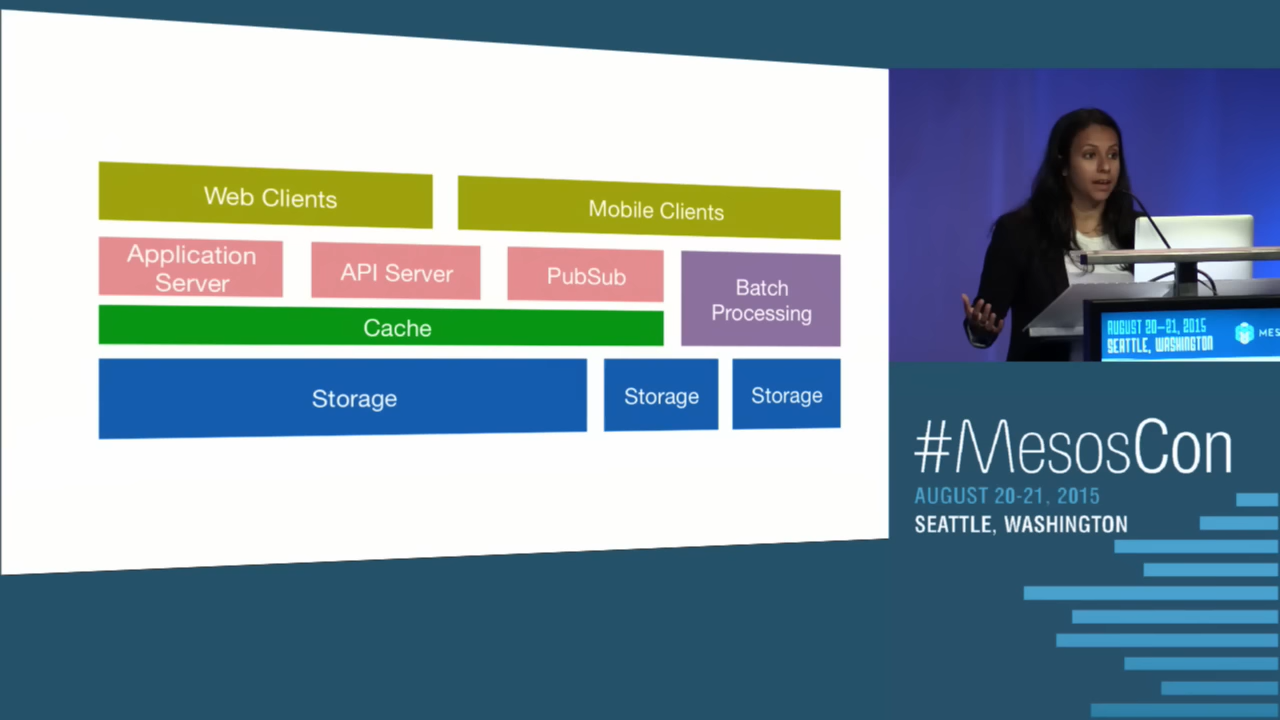 Web Clients
Mobile Clients
Application
Server
API Server
PubSub
Batch
Processing
Cache
Storage
Storage
Storage
AUGUST 20-21, 2015
SEATTLE, WASHINGTON
MES
#MesosCon
AUGUST 20-21, 2015
SEATTLE, WASHINGTON